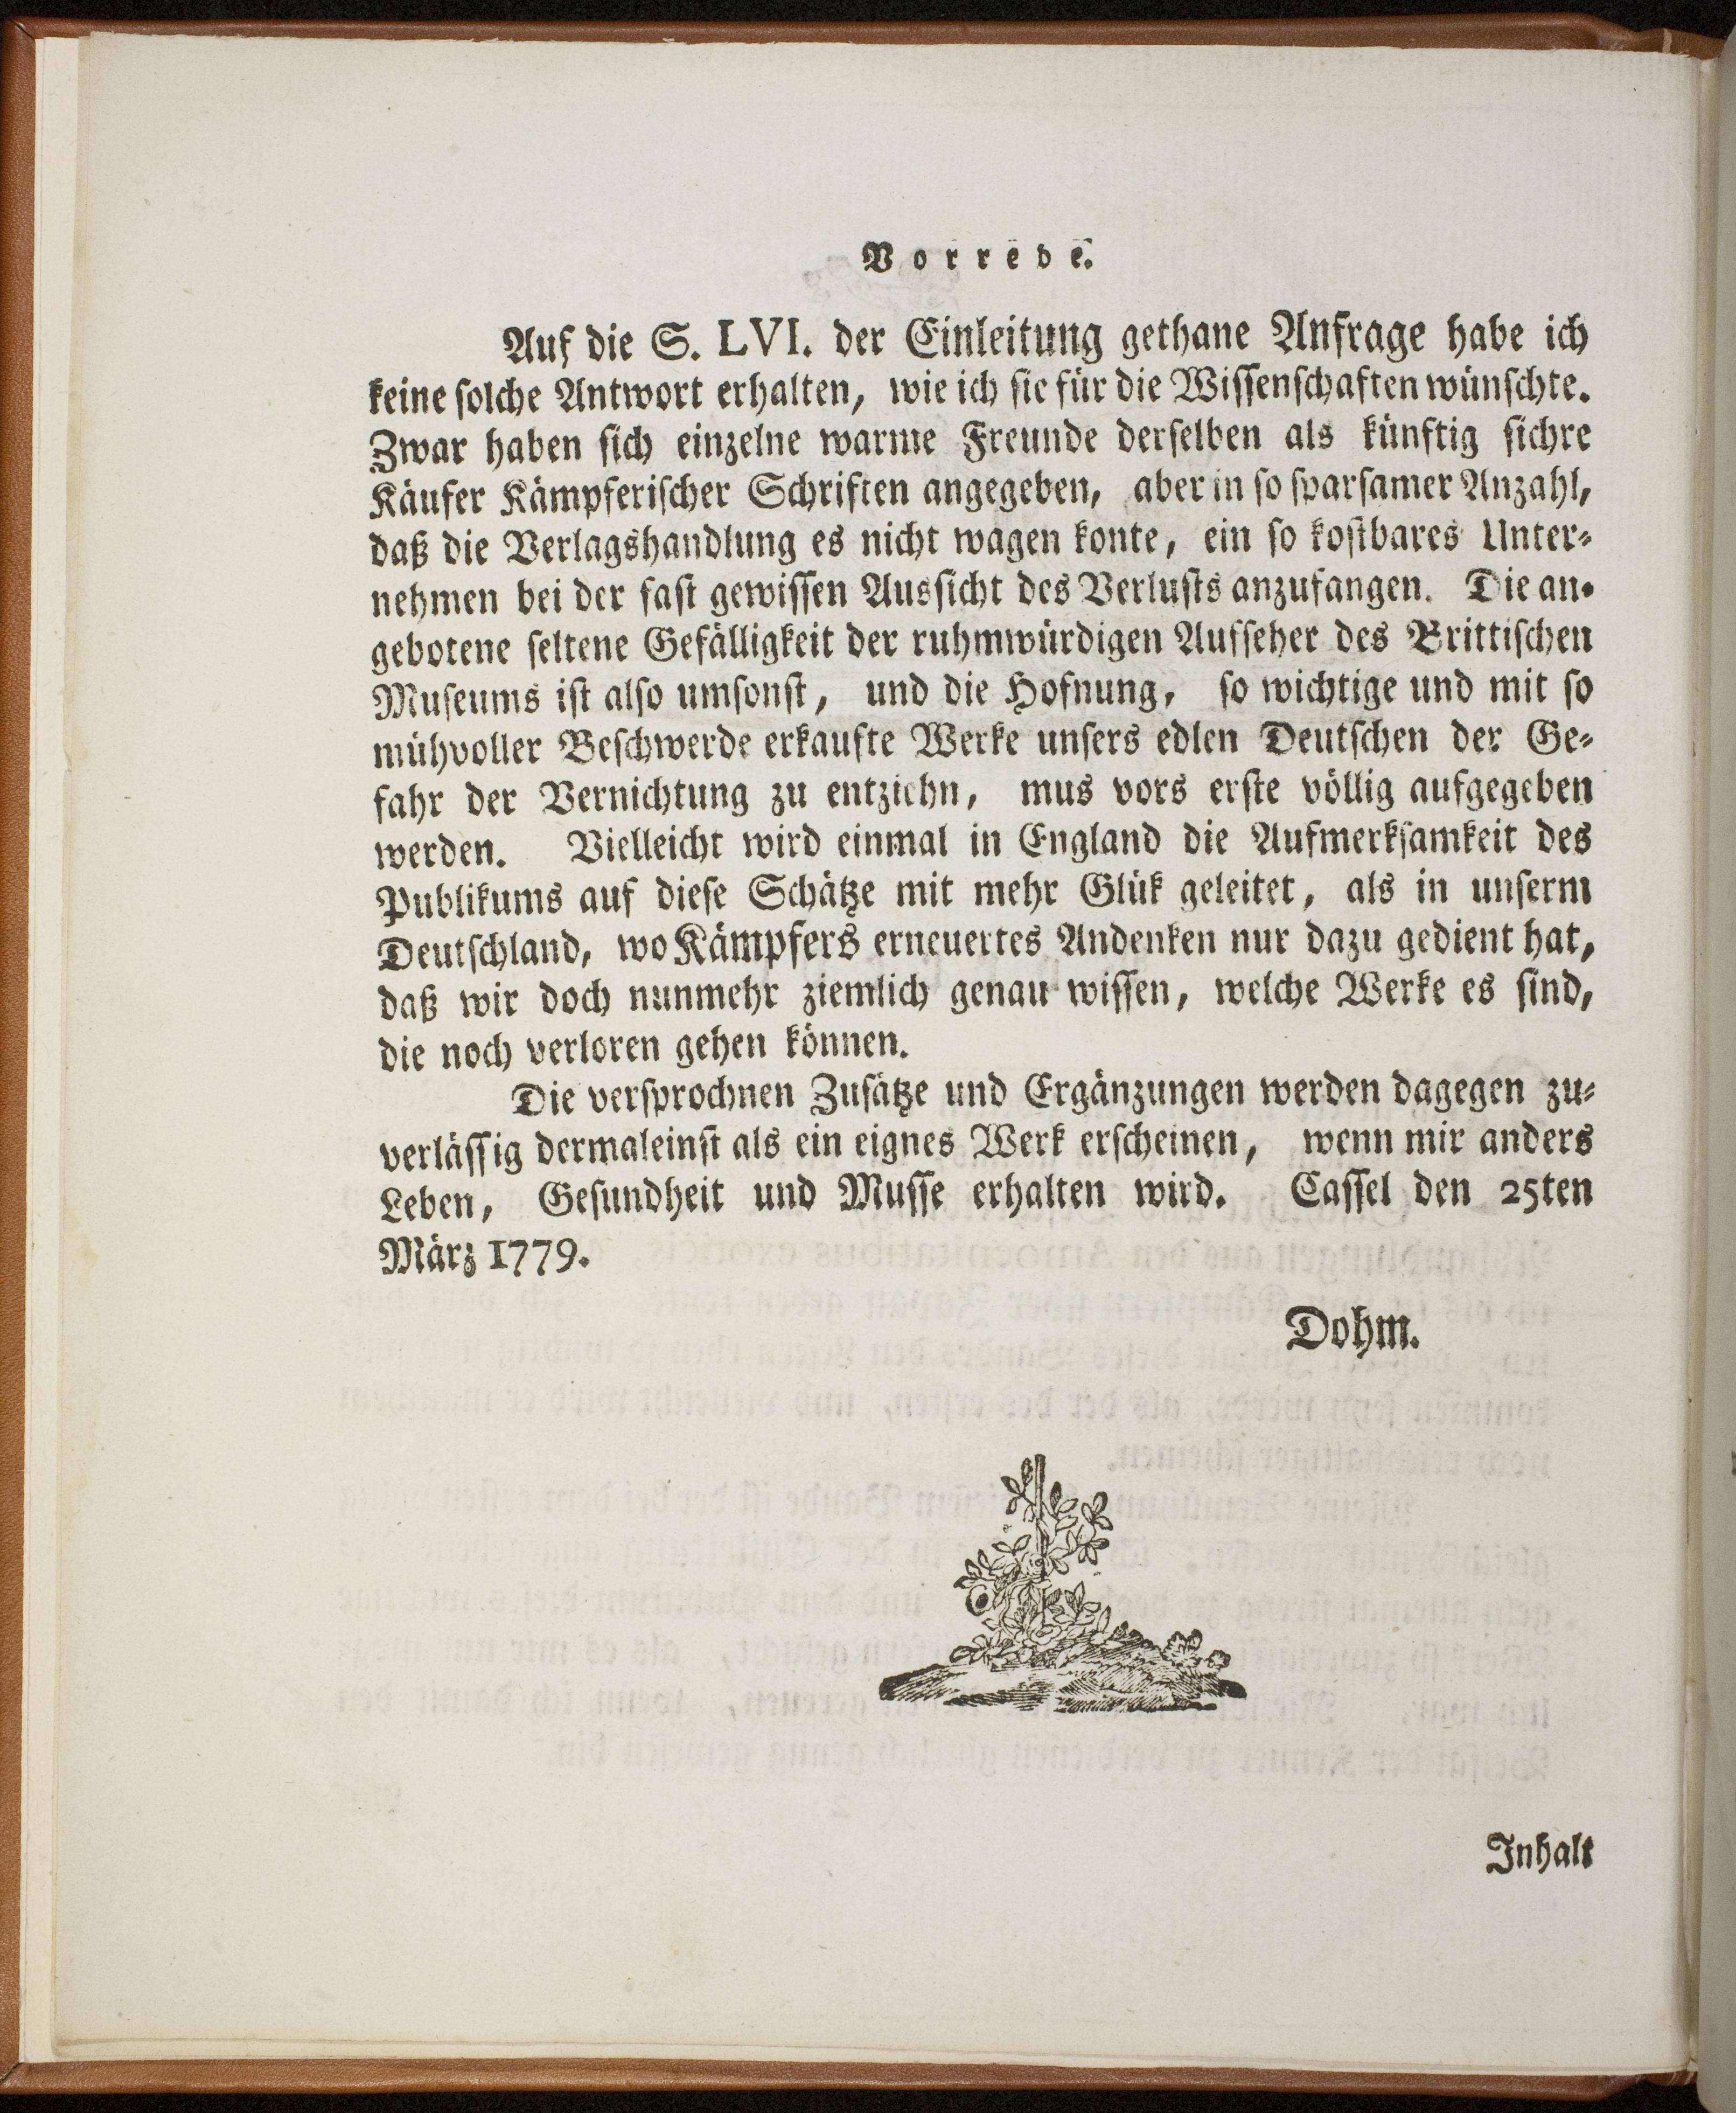 Vorrede.
Auf die S. LVI. der Einleitung gethane Anfrage habe ich
keine solche Antwort erhalten, wie ich sie für die Wissenschaften wünschte.
Zwar haben sich einzelne warme Freunde derselben als künftig sichre
Käufer Kämpferischer Schriften angegeben, aber in so sparsamer Anzahl,
daß die Verlagshandlung es nicht wagen konte, ein so kostbares Unter-
nehmen bei der fast gewissen Aussicht des Verlusts anzufangen. Die an-
gebotene seltene Gefälligkeit der ruhmwürdigen Aufseher des Brittischen
Museums ist also umsonst, und die Hofnung, so wichtige und mit so
mühvoller Beschwerde erkaufte Werke unsers edlen Deutschen der Ge-
fahr der Vernichtung zu entziehn, mus vors erste völlig aufgegeben
werden. Vielleicht wird einmal in England die Aufmerksamkeit des
Publikums auf diese Schätze mit mehr Glük geleitet, als in unserm
Deutschland, wo Kämpfers erneuertes Andenken nur dazu gedient hat,
daß wir doch nunmehr ziemlich genau wissen, welche Werke es sind,
die noch verloren gehen können.
Die versprochnen Zusätze und Ergänzungen werden dagegen zu-
verlässig dermaleinst als ein eignes Werk erscheinen, wenn mir anders
Leben, Gesundheit und Musse erhalten wird. Cassel den 25ten
März 1779.
Dohm.
Inhalt